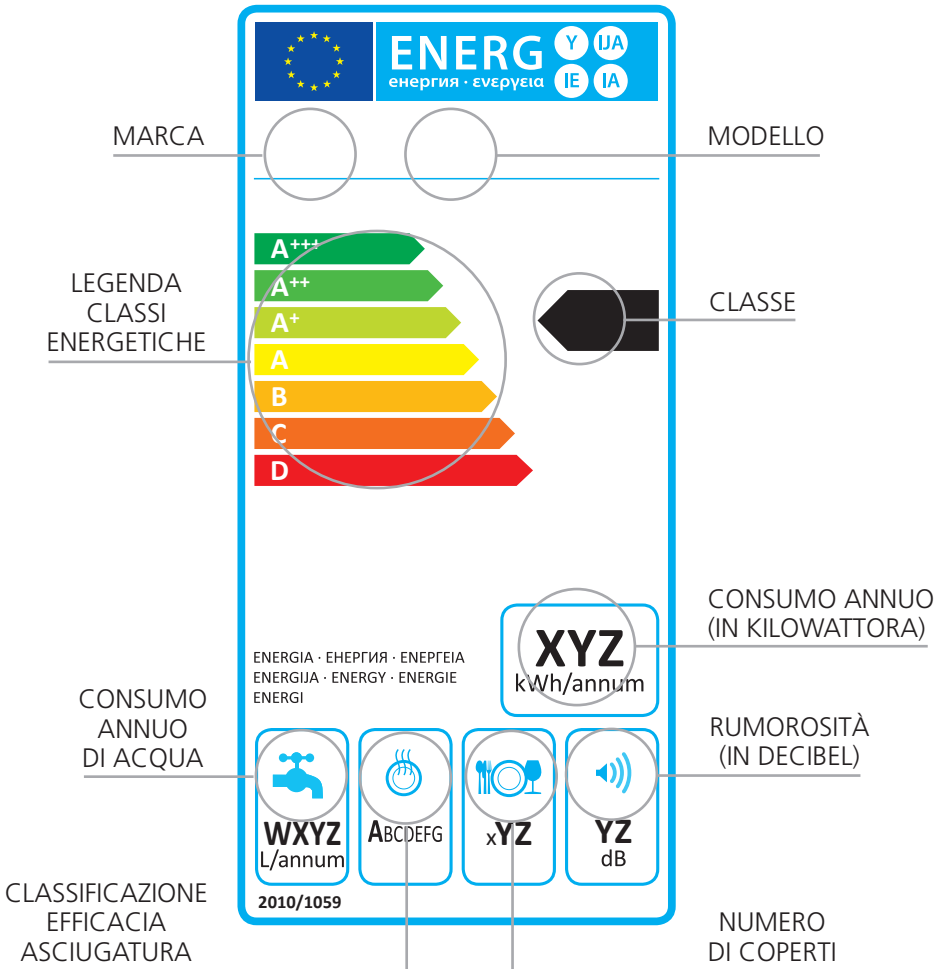 ENERG Y IJA
енергия · ενεργεια IE IA
MARCA
MODELLO
A+++
A++
A+
A
B
C
D
LEGENDA
CLASSI
ENERGETICHE
CLASSE
CONSUMO ANNUO
(IN KILOWATTORA)
XYZ
kWh/annum
ENERGIA · ЕНЕРГИЯ · ΕΝΕΡΓΕΙΑ
ENERGIJA · ENERGY · ENERGIE
ENERGI
CONSUMO
ANNUO
DI ACQUA
RUMOROSITÀ
(IN DECIBEL)
WXYZ
L/annum
ABCDEFG
xYZ
YZ
dB
2010/1059
CLASSIFICAZIONE
EFFICACIA
ASCIUGATURA
NUMERO
DI COPERTI